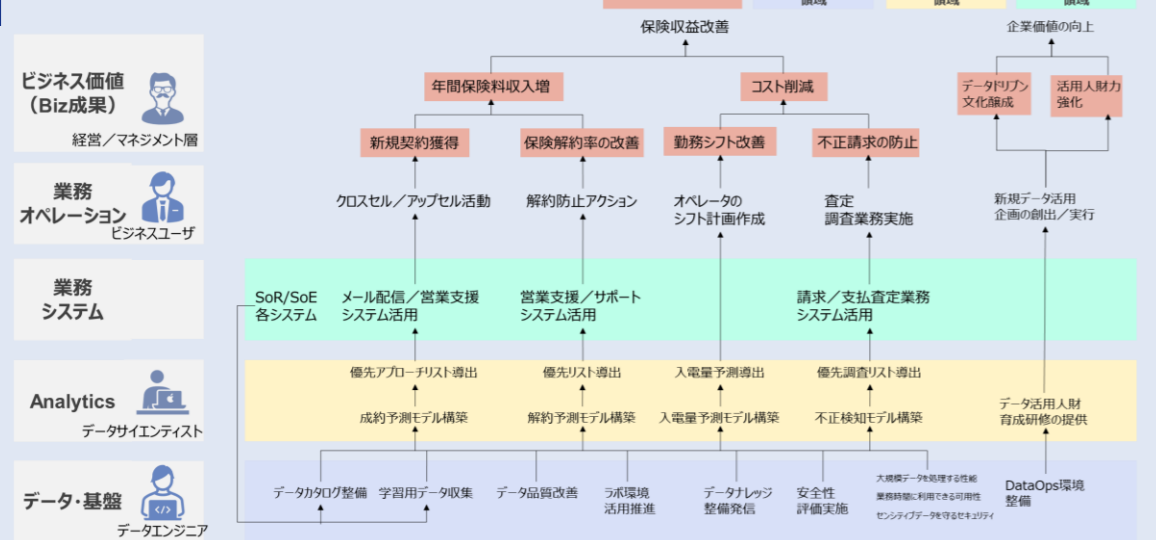 領域
領域
領域
保険収益改善
企業価値の向上
ビジネス価値
（Biz成果）
経営／マネジメント層
年間保険料収入増
コスト削減
データドリブン
文化醸成
活用人財力
強化
新規契約獲得
保険解約率の改善
勤務シフト改善
不正請求の防止
業務
オペレーション
ビジネスユーザ
クロスセル／アップセル活動
解約防止アクション
オペレータの
シフト計画作成
査定
調査業務実施
新規データ活用
企画の創出／実行
業務
システム
SoR/SoE
各システム
メール配信／営業支援
システム活用
営業支援／サポート
システム活用
請求／支払査定業務
システム活用
Analytics
データサイエンティスト
優先アプローチリスト導出
優先リスト導出
入電量予測導出
優先調査リスト導出
成約予測モデル構築
解約予測モデル構築
入電量予測モデル構築
不正検知モデル構築
データ活用人財
育成研修の提供
データ・基盤
データエンジニア
データカタログ整備
学習用データ収集
データ品質改善
ラボ環境
活用推進
データナレッジ
整備発信
安全性
評価実施
大規模データを処理する性能
業務時間に利用できる可用性
センシティブデータを守るセキュリティ
DataOps環境
整備